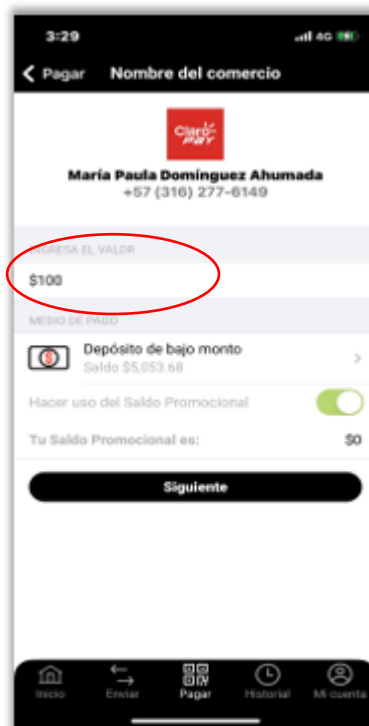 3:29
4G
Pagar Nombre del comercio
Claro
pay
María Paula Domínguez Ahumada
+57 (316) 277-6149
INGRESA EL VALOR
$100
MEDIO DE PAGO
Depósito de bajo monto
Saldo $5,053.68
Hacer uso del Saldo Promocional
Tu Saldo Promocional es: $0
Siguiente
Inicio Enviar Pagar Historial Mi cuenta